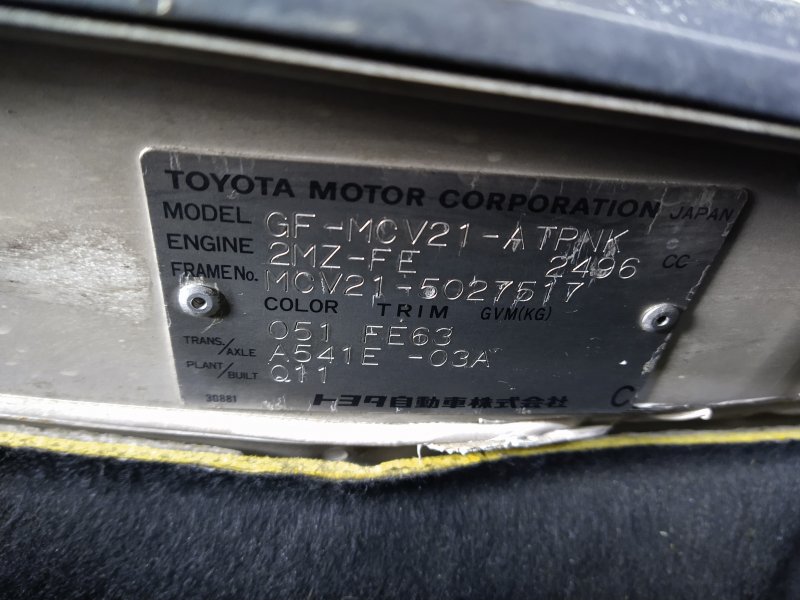 TOYOTA MOTOR CORPORATION JAPAN
MODEL GF-MCV21-ATPNK
ENGINE 2MZ-FE 2496 CC
FRAME No. MCV21-5027517
COLOR TRIM GVM(KG)
051 FE63
TRANS./AXLE A541E -03A
PLANT/BUILT Q11
30881 トヨタ自動車株式会社 C